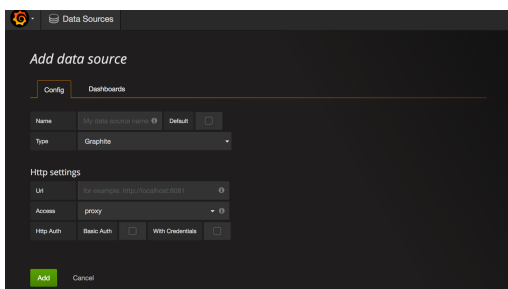 Data Sources
Add data source
Config Dashboards
Name My data source name Default
Type Graphite
Http settings
Url for example: http://localhost:8081
Access proxy
Http Auth Basic Auth With Credentials
Add Cancel